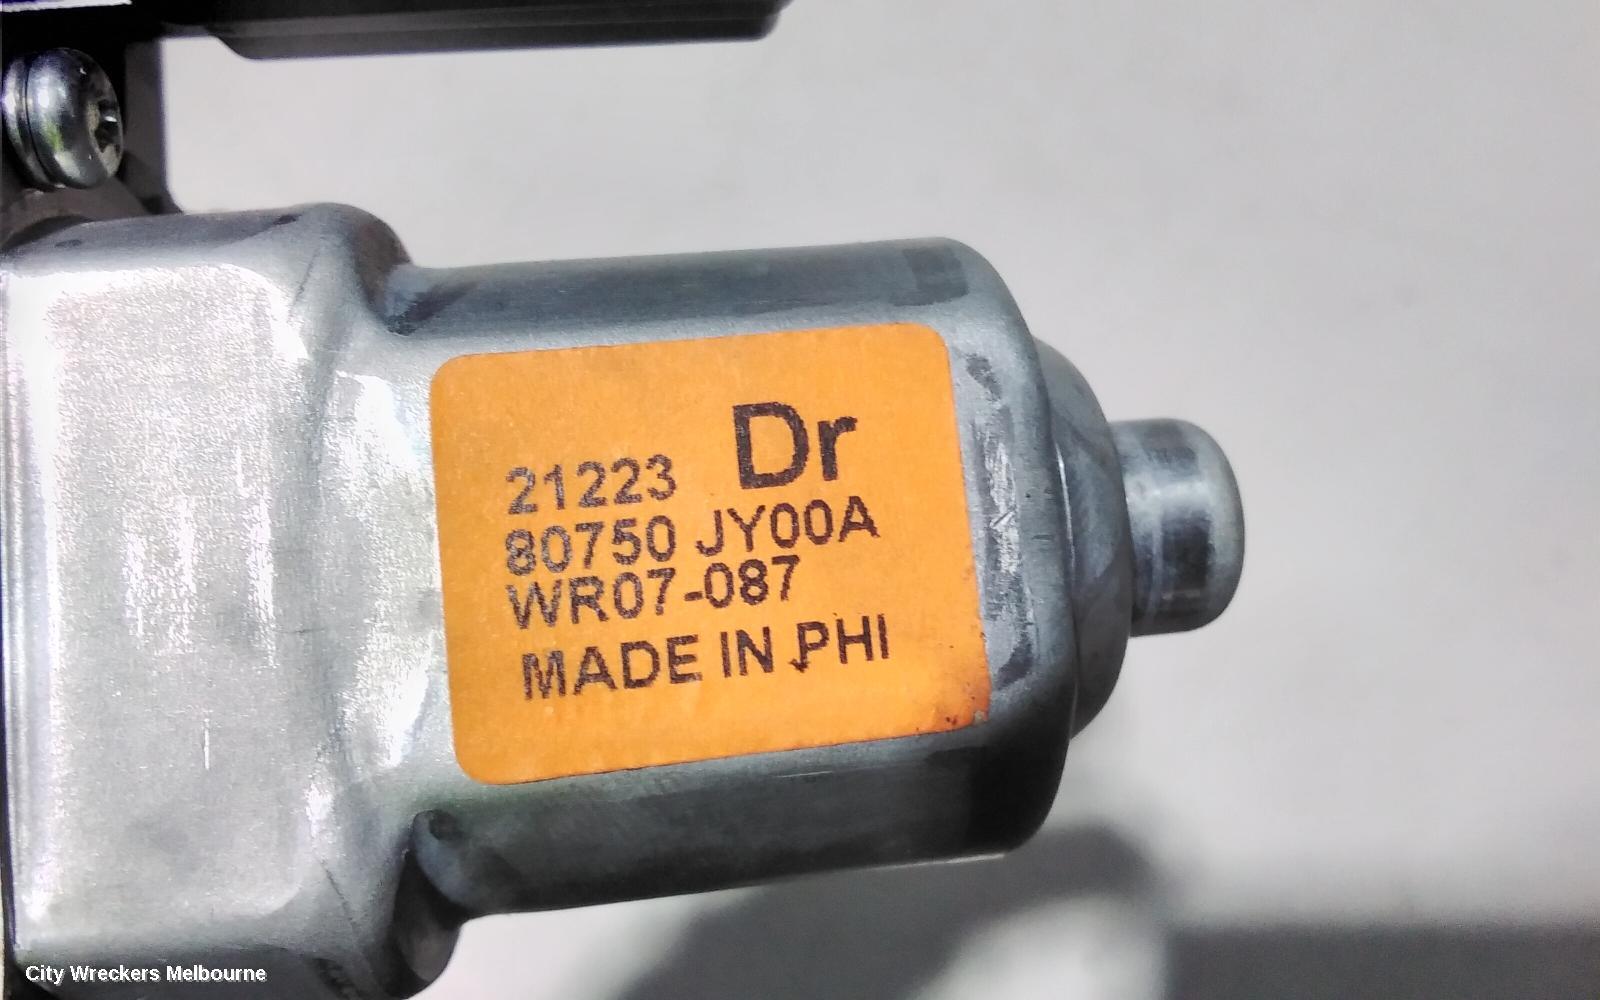 Dr
21223
80750 JY00A
WR07-087
MADE IN PHI
City Wreckers Melbourne